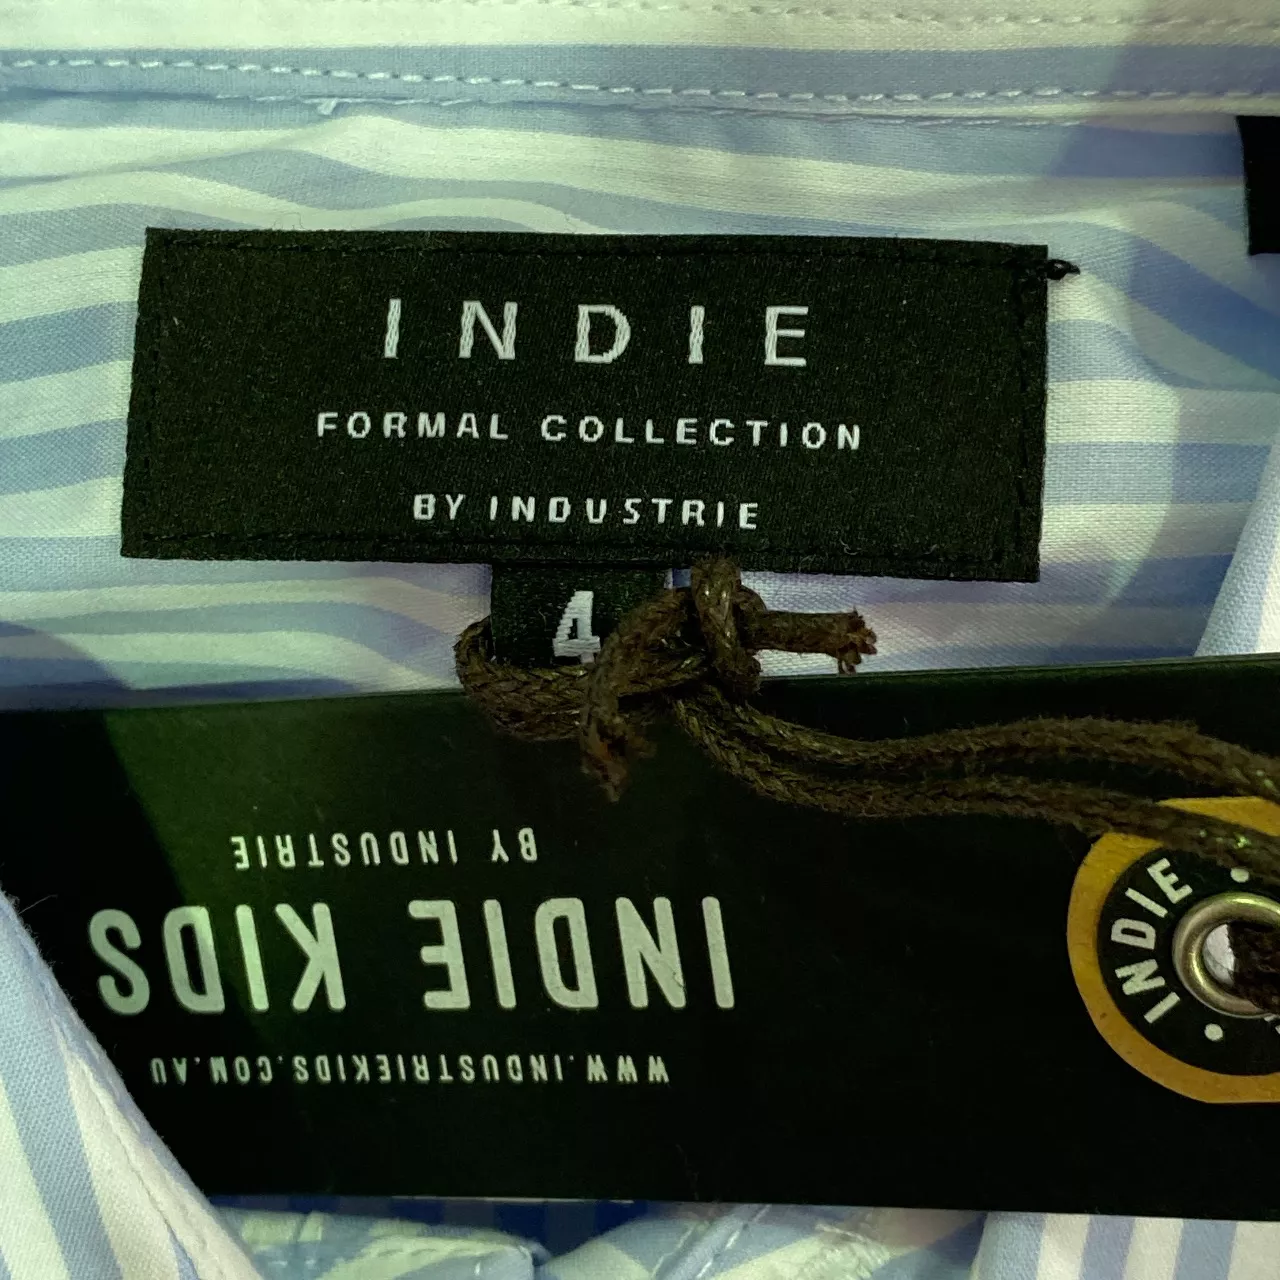 INDIE
FORMAL COLLECTION
BY INDUSTRIE
4
INDIE
WWW.INDUSTRIEKIDS.COM.AU
INDIE KIDS
BY INDUSTRIE